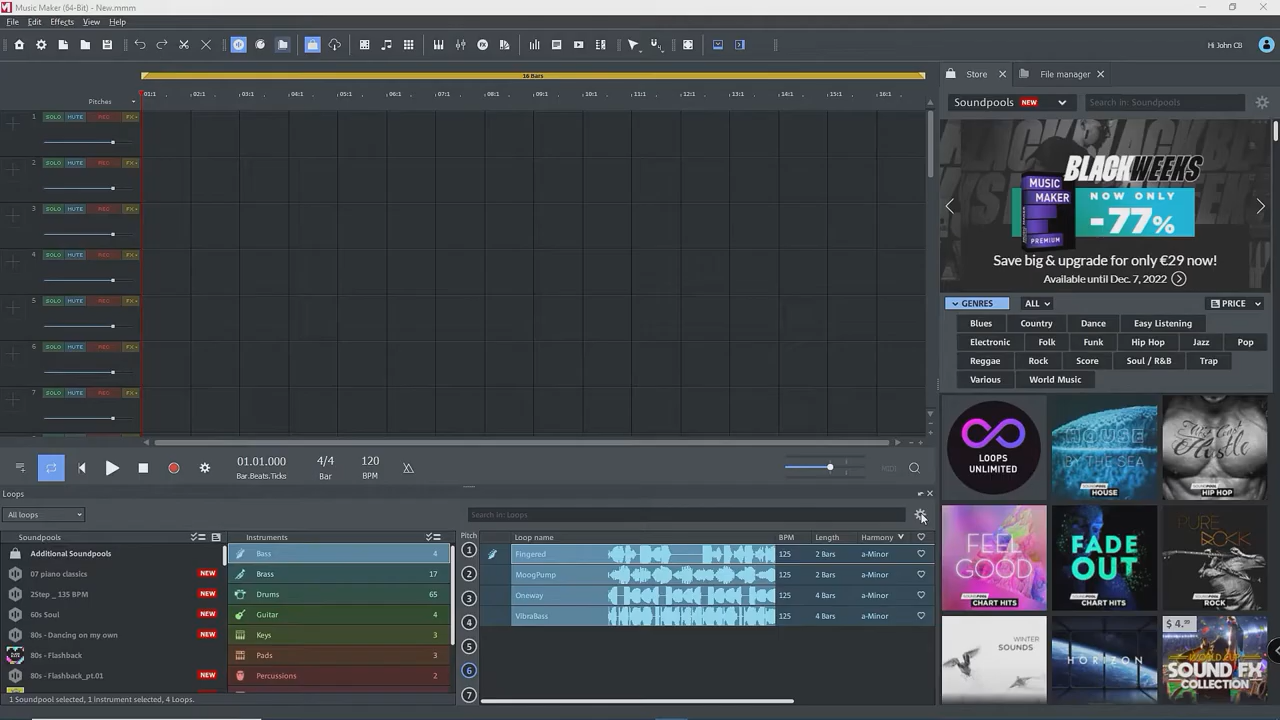 Music Maker (64-Bit) - New.mmm
File Edit Effects View Help
Hi John CB
16 Bars
Pitches
01:1 02:1 03:1 04:1 05:1 06:1 07:1 08:1 09:1 10:1 11:1 12:1 13:1 14:1 15:1 16:1
1 SOLO MUTE REC FX+
2 SOLO MUTE REC FX+
3 SOLO MUTE REC FX+
4 SOLO MUTE REC FX+
5 SOLO MUTE REC FX+
6 SOLO MUTE REC FX+
7 SOLO MUTE REC FX+
01.01.000 4/4 120
Bar.Beats.Ticks Bar BPM
MIDI
Loops
All loops
Search in: Loops
Soundpools
Additional Soundpools
07 piano classics NEW
2Step _ 135 BPM NEW
60s Soul NEW
80s - Dancing on my own NEW
80s - Flashback
80s - Flashback_pt.01 NEW
Instruments
Bass 4
Brass 17
Drums 65
Guitar 4
Keys 3
Pads 3
Percussions 2
Pitch
1
2
3
4
5
6
7
Loop name BPM Length Harmony
Fingered 125 2 Bars a-Minor
MoogPump 125 2 Bars a-Minor
Oneway 125 4 Bars a-Minor
VibraBass 125 4 Bars a-Minor
1 Soundpool selected, 1 Instrument selected, 4 Loops.
Store File manager
Soundpools NEW
Search in: Soundpools
BLACKWEEKS
MUSIC MAKER
PREMIUM
NOW ONLY
-77%
Save big & upgrade for only €29 now!
Available until Dec. 7, 2022
GENRES ALL PRICE
Blues Country Dance Easy Listening
Electronic Folk Funk Hip Hop Jazz Pop
Reggae Rock Score Soul / R&B Trap
Various World Music
LOOPS UNLIMITED
HOUSE BY THE SEA
HOUSE
HIP HOP
FEEL GOOD
CHART HITS
FADE OUT
CHART HITS
PURE ROCK
ROCK
WINTER SOUNDS
HORIZON
$ 4.99
WORLD CUP
SOUND FX
COLLECTION